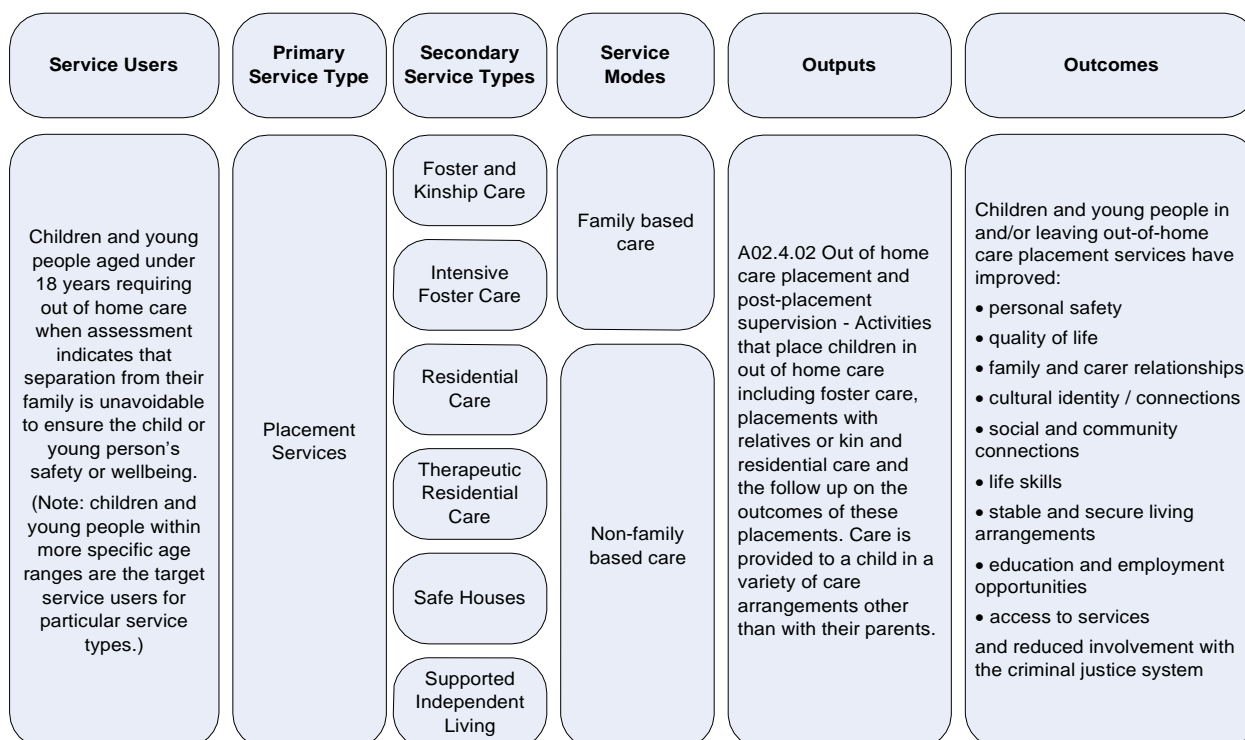 Service Users
Primary
Service Type
Secondary
Service Types
Service
Modes
Outputs
Outcomes
Children and young
people aged under
18 years requiring
out of home care
when assessment
indicates that
separation from their
family is unavoidable
to ensure the child or
young person's
safety or wellbeing.
(Note: children and
young people within
more specific age
ranges are the target
service users for
particular service
types.)
Placement
Services
Foster and
Kinship Care
Intensive
Foster Care
Residential
Care
Therapeutic
Residential
Care
Safe Houses
Supported
Independent
Living
Family based
care
Non-family
based care
A02.4.02 Out of home
care placement and
post-placement
supervision - Activities
that place children in
out of home care
including foster care,
placements with
relatives or kin and
residential care and
the follow up on the
outcomes of these
placements. Care is
provided to a child in a
variety of care
arrangements other
than with their parents.
Children and young people in
and/or leaving out-of-home
care placement services have
improved:
• personal safety
• quality of life
• family and carer relationships
• cultural identity / connections
• social and community
connections
• life skills
• stable and secure living
arrangements
• education and employment
opportunities
• access to services
and reduced involvement with
the criminal justice system